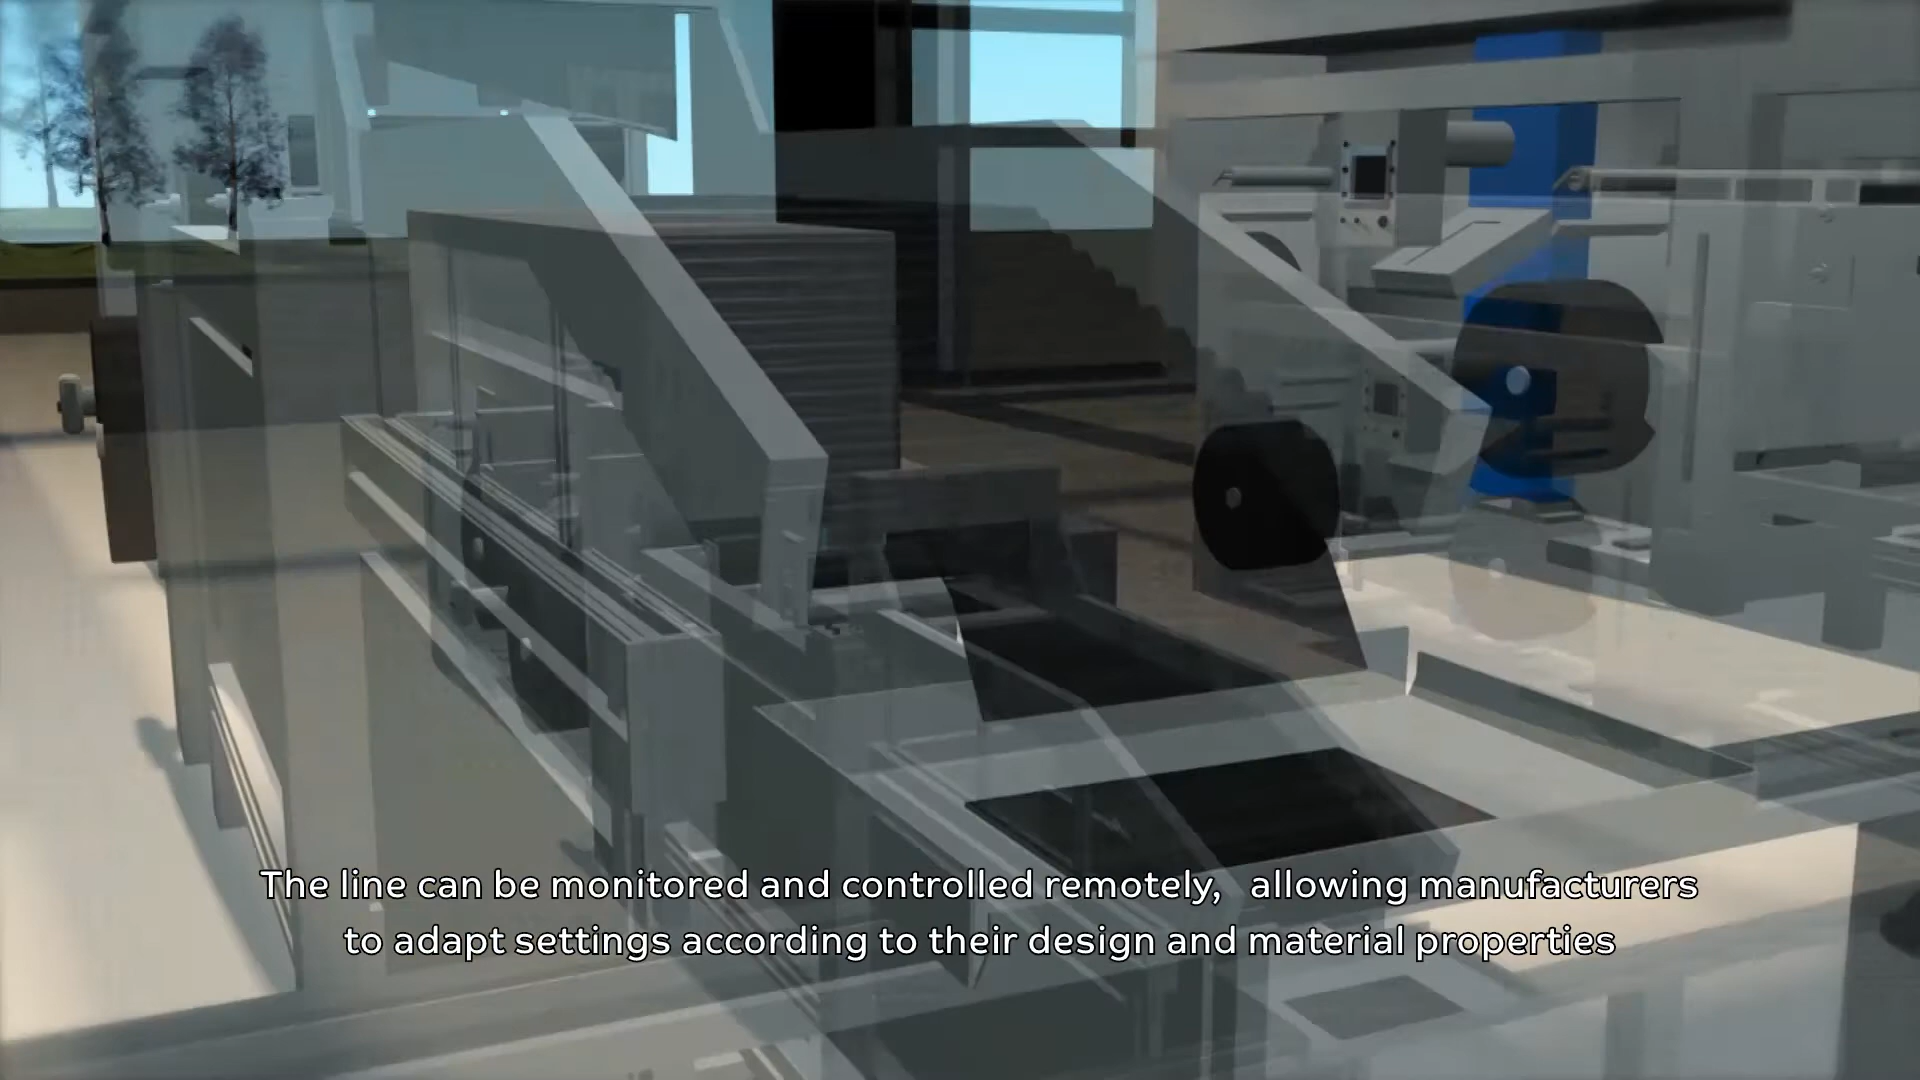 The line can be monitored and controlled remotely, allowing manufacturers
to adapt settings according to their design and material properties